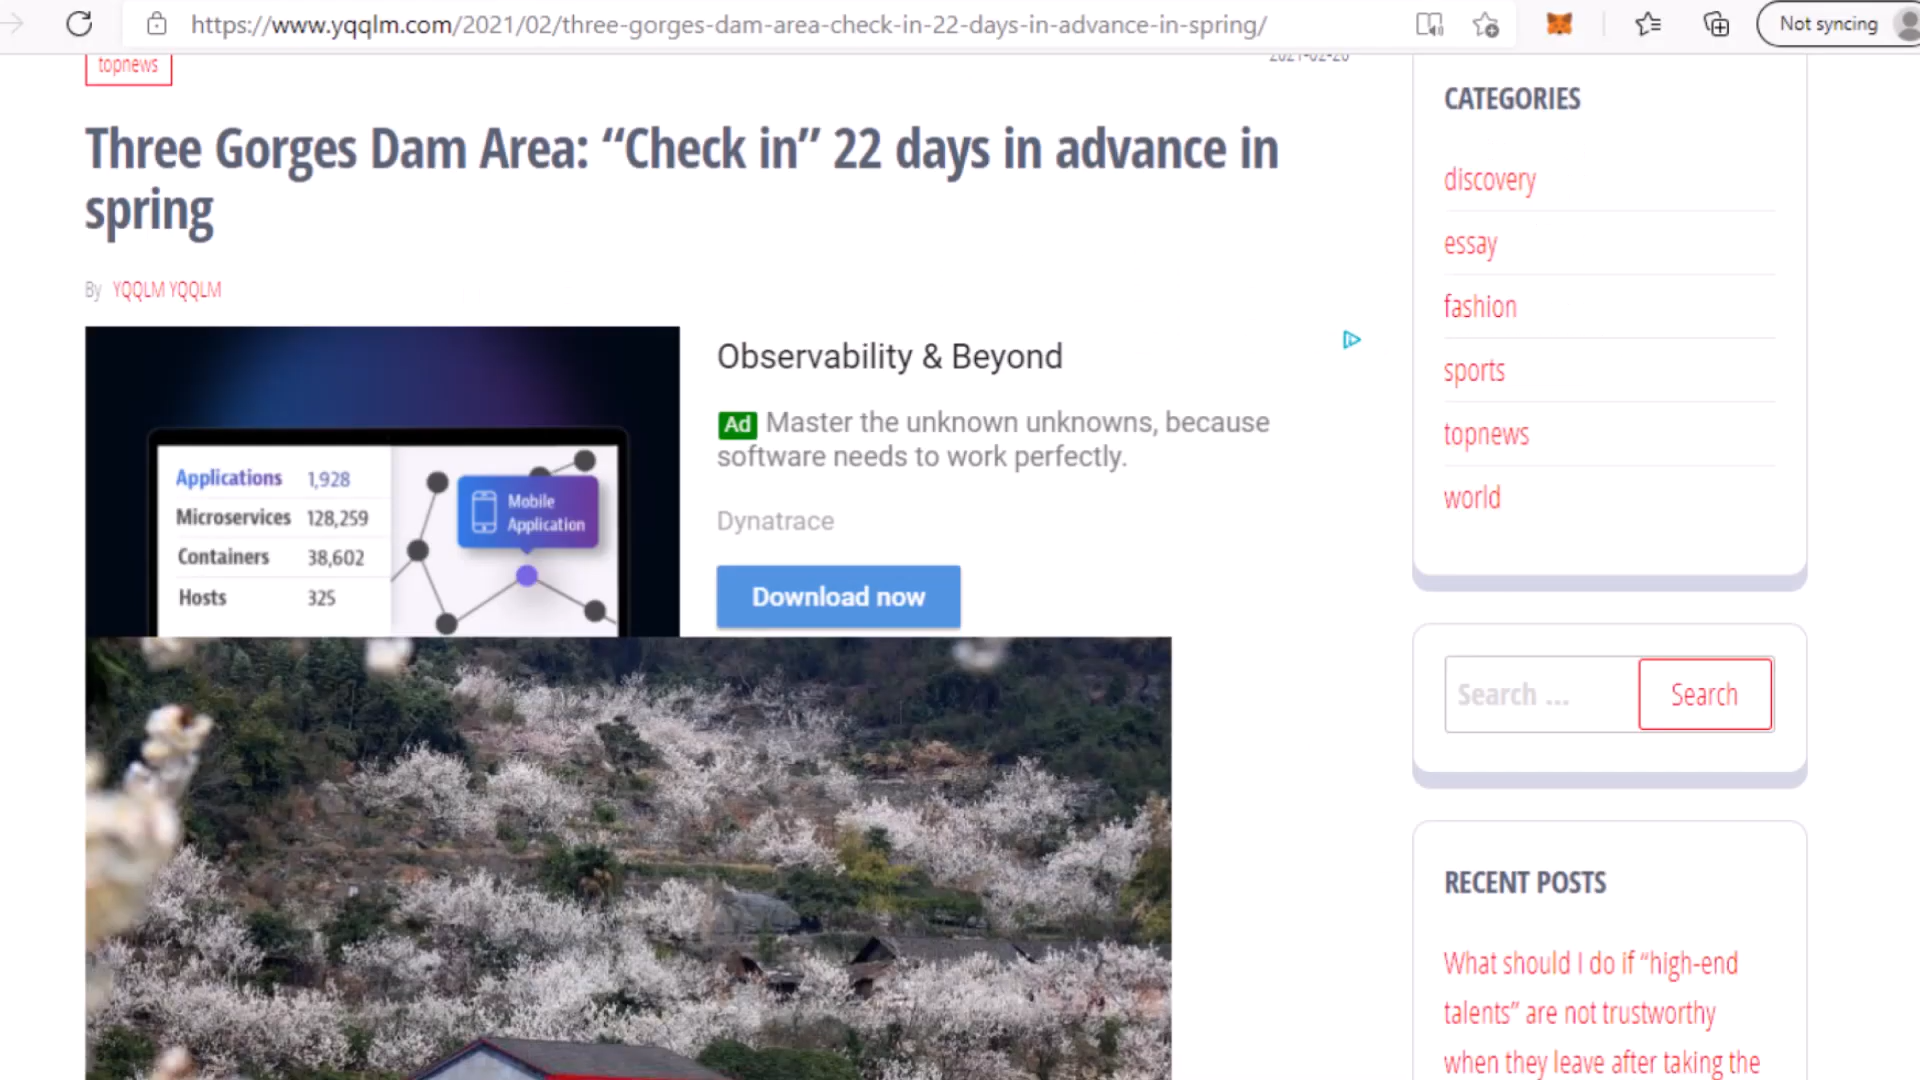 https://www.yqqlm.com/2021/02/three-gorges-dam-area-check-in-22-days-in-advance-in-spring/
Not syncing
topnews
2021-02-20
Three Gorges Dam Area: “Check in” 22 days in advance in
spring
By YQQLM YQQLM
Applications 1,928
Microservices 128,259
Containers 38,602
Hosts 325
Mobile
Application
Observability & Beyond
Ad Master the unknown unknowns, because
software needs to work perfectly.
Dynatrace
Download now
CATEGORIES
discovery
essay
fashion
sports
topnews
world
Search ...
Search
RECENT POSTS
What should I do if “high-end
talents” are not trustworthy
when they leave after taking the